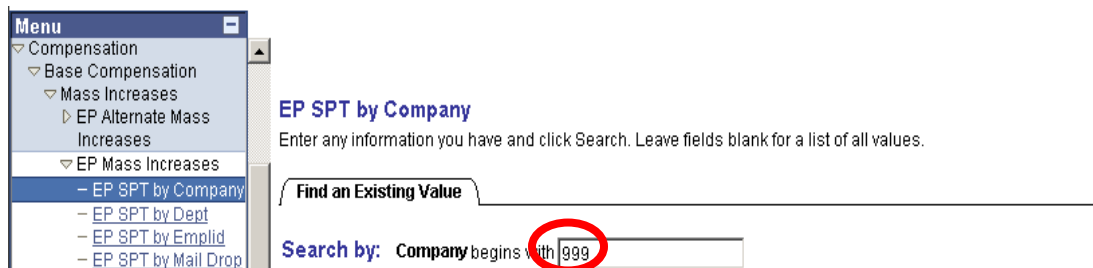 Menu
Compensation
Base Compensation
Mass Increases
EP Alternate Mass
Increases
EP Mass Increases
– EP SPT by Company
– EP SPT by Dept
– EP SPT by Emplid
– EP SPT by Mail Drop
EP SPT by Company
Enter any information you have and click Search. Leave fields blank for a list of all values.
Find an Existing Value
Search by: Company begins with 999